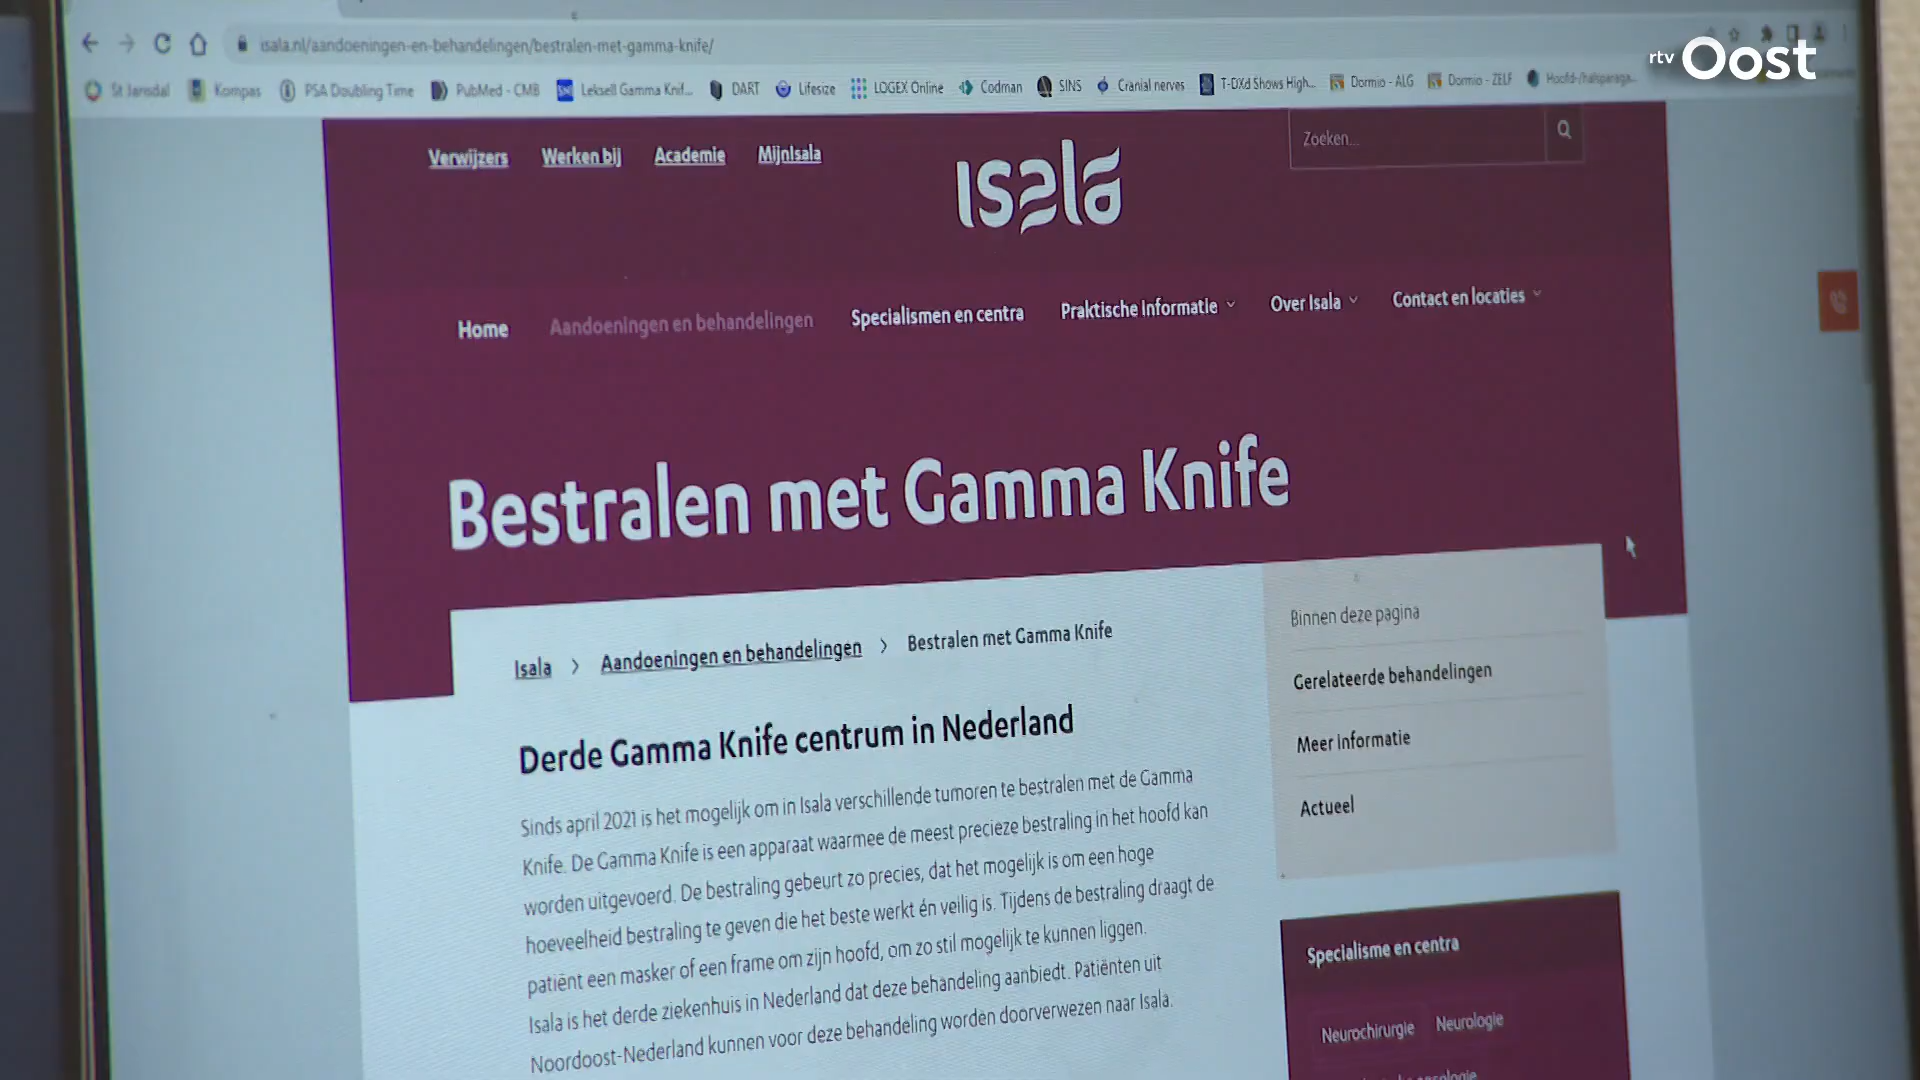 isala.nl/aandoeningen-en-behandelingen/bestralen-met-gamma-knife/
rtv Oost
St Jansdal Kompas PSA Doubling Time PubMed - CMB Leksell Gamma Knif... DART Lifesize LOGEX Online Codman SINS Cranial nerves T-DXd Shows High... Dormio - ALG Dormio - ZELF
Verwijzers Werken bij Academie MijnIsala
Isala
Zoeken...
Home Aandoeningen en behandelingen Specialismen en centra Praktische informatie Over Isala Contact en locaties
Bestralen met Gamma Knife
Isala > Aandoeningen en behandelingen > Bestralen met Gamma Knife
Derde Gamma Knife centrum in Nederland
Sinds april 2021 is het mogelijk om in Isala verschillende tumoren te bestralen met de Gamma
Knife. De Gamma Knife is een apparaat waarmee de meest precieze bestraling in het hoofd kan
worden uitgevoerd. De bestraling gebeurt zo precies, dat het mogelijk is om een hoge
hoeveelheid bestraling te geven die het beste werkt én veilig is. Tijdens de bestraling draagt de
patiënt een masker of een frame om zijn hoofd, om zo stil mogelijk te kunnen liggen.
Isala is het derde ziekenhuis in Nederland dat deze behandeling aanbiedt. Patiënten uit
Noordoost-Nederland kunnen voor deze behandeling worden doorverwezen naar Isala.
Binnen deze pagina
Gerelateerde behandelingen
Meer informatie
Actueel
Specialisme en centra
Neurochirurgie Neurologie